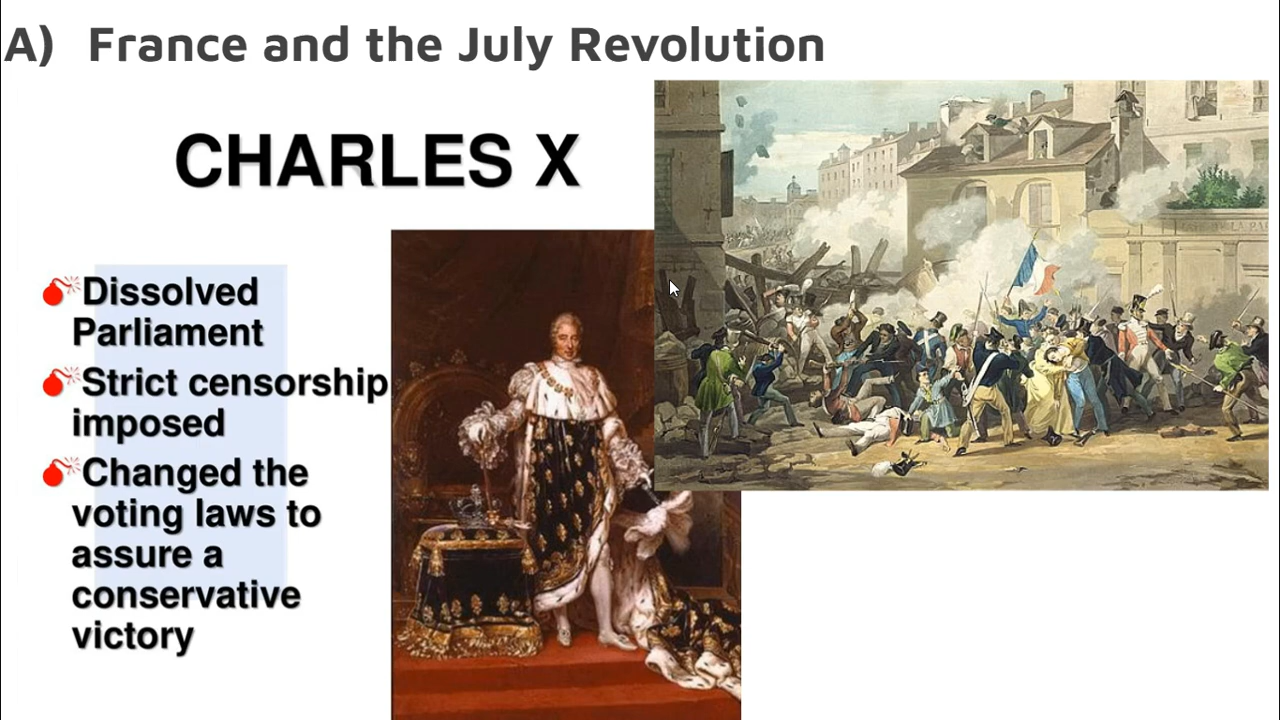 A) France and the July Revolution
CHARLES X
Dissolved
Parliament
Strict censorship
imposed
Changed the
voting laws to
assure a
conservative
victory